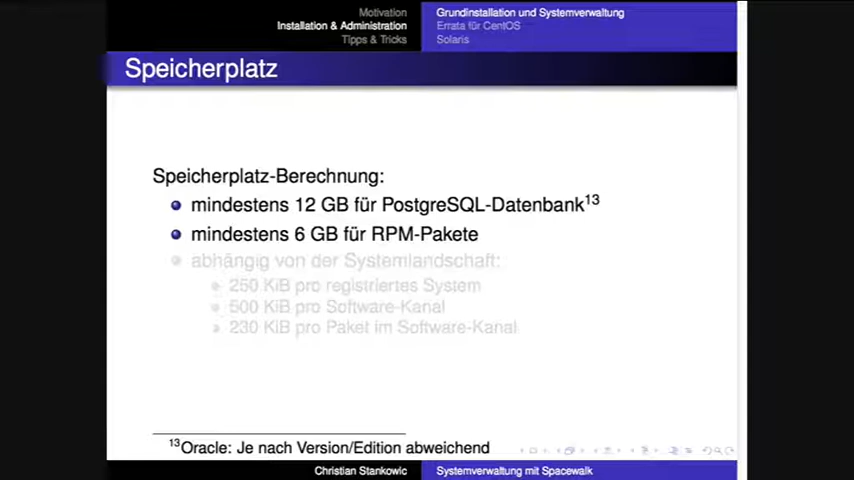 Motivation
Installation & Administration
Tipps & Tricks
Grundinstallation und Systemverwaltung
Errata für CentOS
Solaris
Speicherplatz
Speicherplatz-Berechnung:
mindestens 12 GB für PostgreSQL-Datenbank13
mindestens 6 GB für RPM-Pakete
abhängig von der Systemlandschaft:
250 KiB pro registriertes System
500 KiB pro Software-Kanal
230 KiB pro Paket im Software-Kanal
13Oracle: Je nach Version/Edition abweichend
Christian Stankowic
Systemverwaltung mit Spacewalk